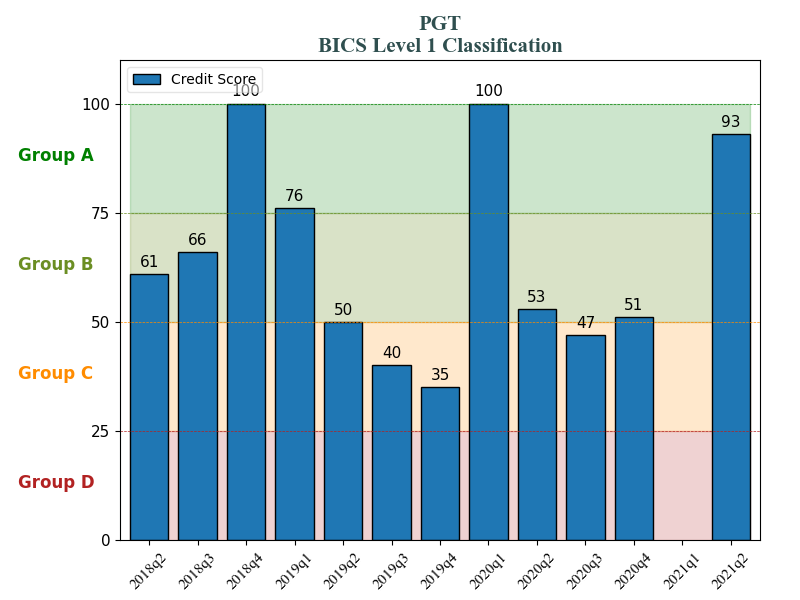 PGT
BICS Level 1 Classification
Credit Score
100
75
50
25
0
Group A
Group B
Group C
Group D
61
66
100
76
50
40
35
100
53
47
51
93
2018q2
2018q3
2018q4
2019q1
2019q2
2019q3
2019q4
2020q1
2020q2
2020q3
2020q4
2021q1
2021q2